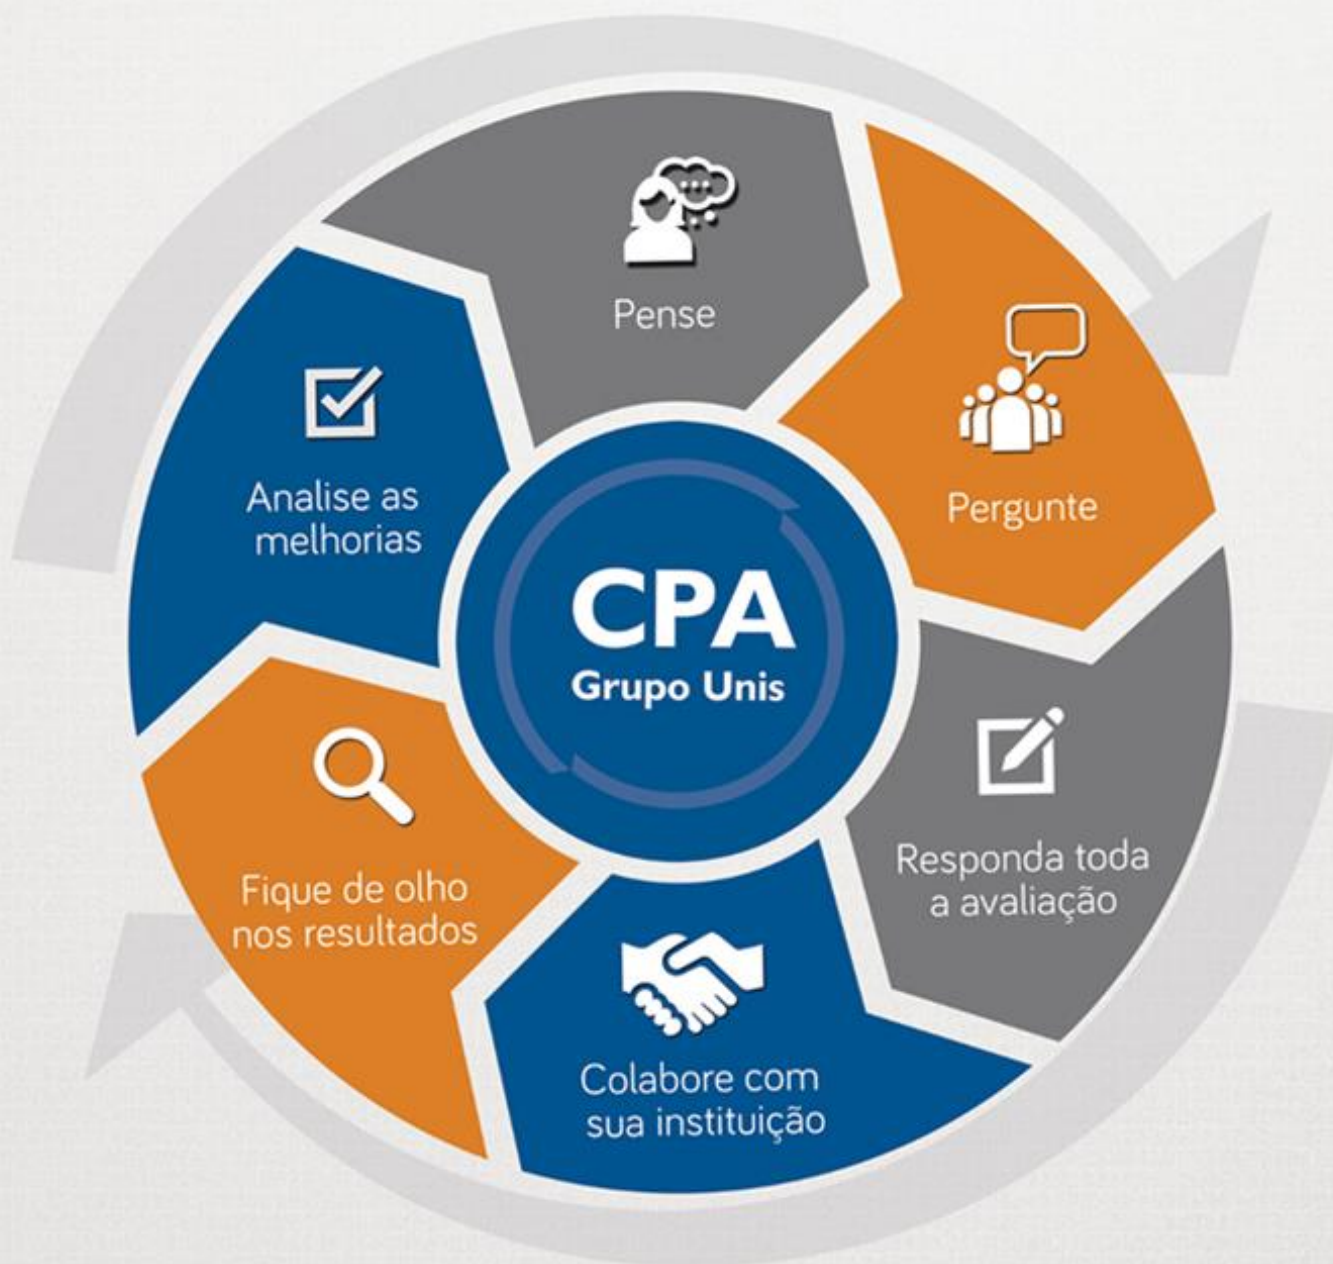 Pense
Pergunte
Responda toda
a avaliação
Colabore com
sua instituição
Fique de olho
nos resultados
Analise as
melhorias
CPA
Grupo Unis